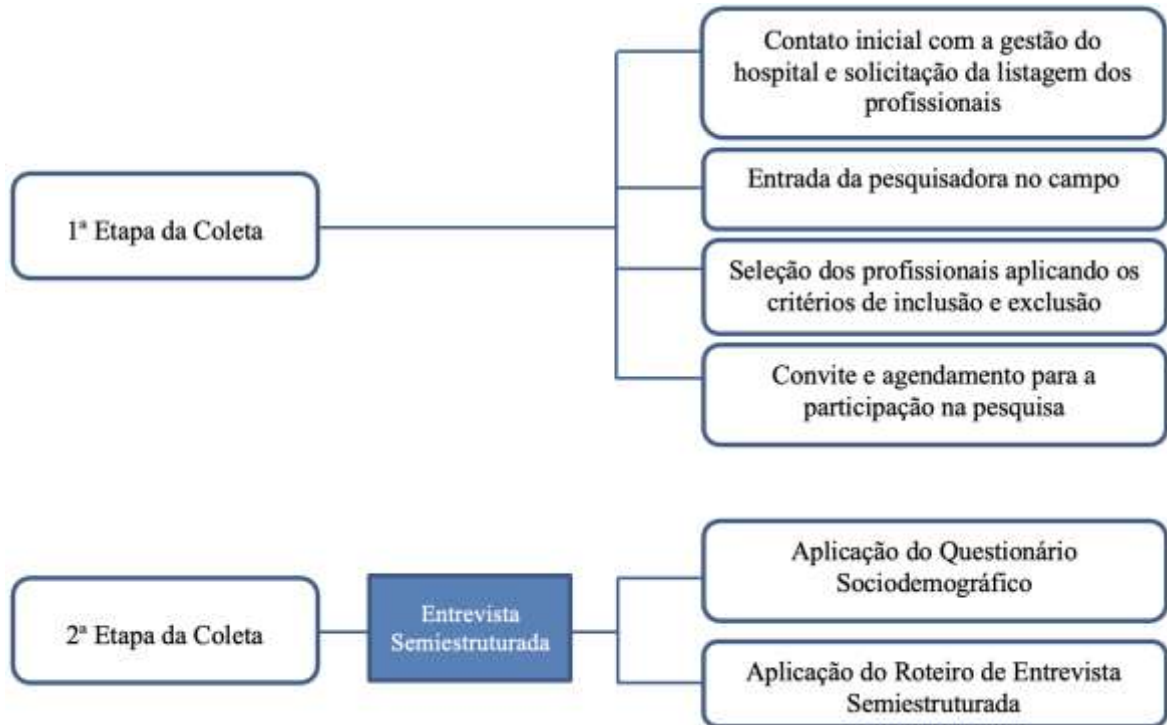 Contato inicial com a gestão do
hospital e solicitação da listagem dos
profissionais
1ª Etapa da Coleta
Entrada da pesquisadora no campo
Seleção dos profissionais aplicando os
critérios de inclusão e exclusão
Convite e agendamento para a
participação na pesquisa
2ª Etapa da Coleta
Entrevista
Semiestruturada
Aplicação do Questionário
Sociodemográfico
Aplicação do Roteiro de Entrevista
Semiestruturada